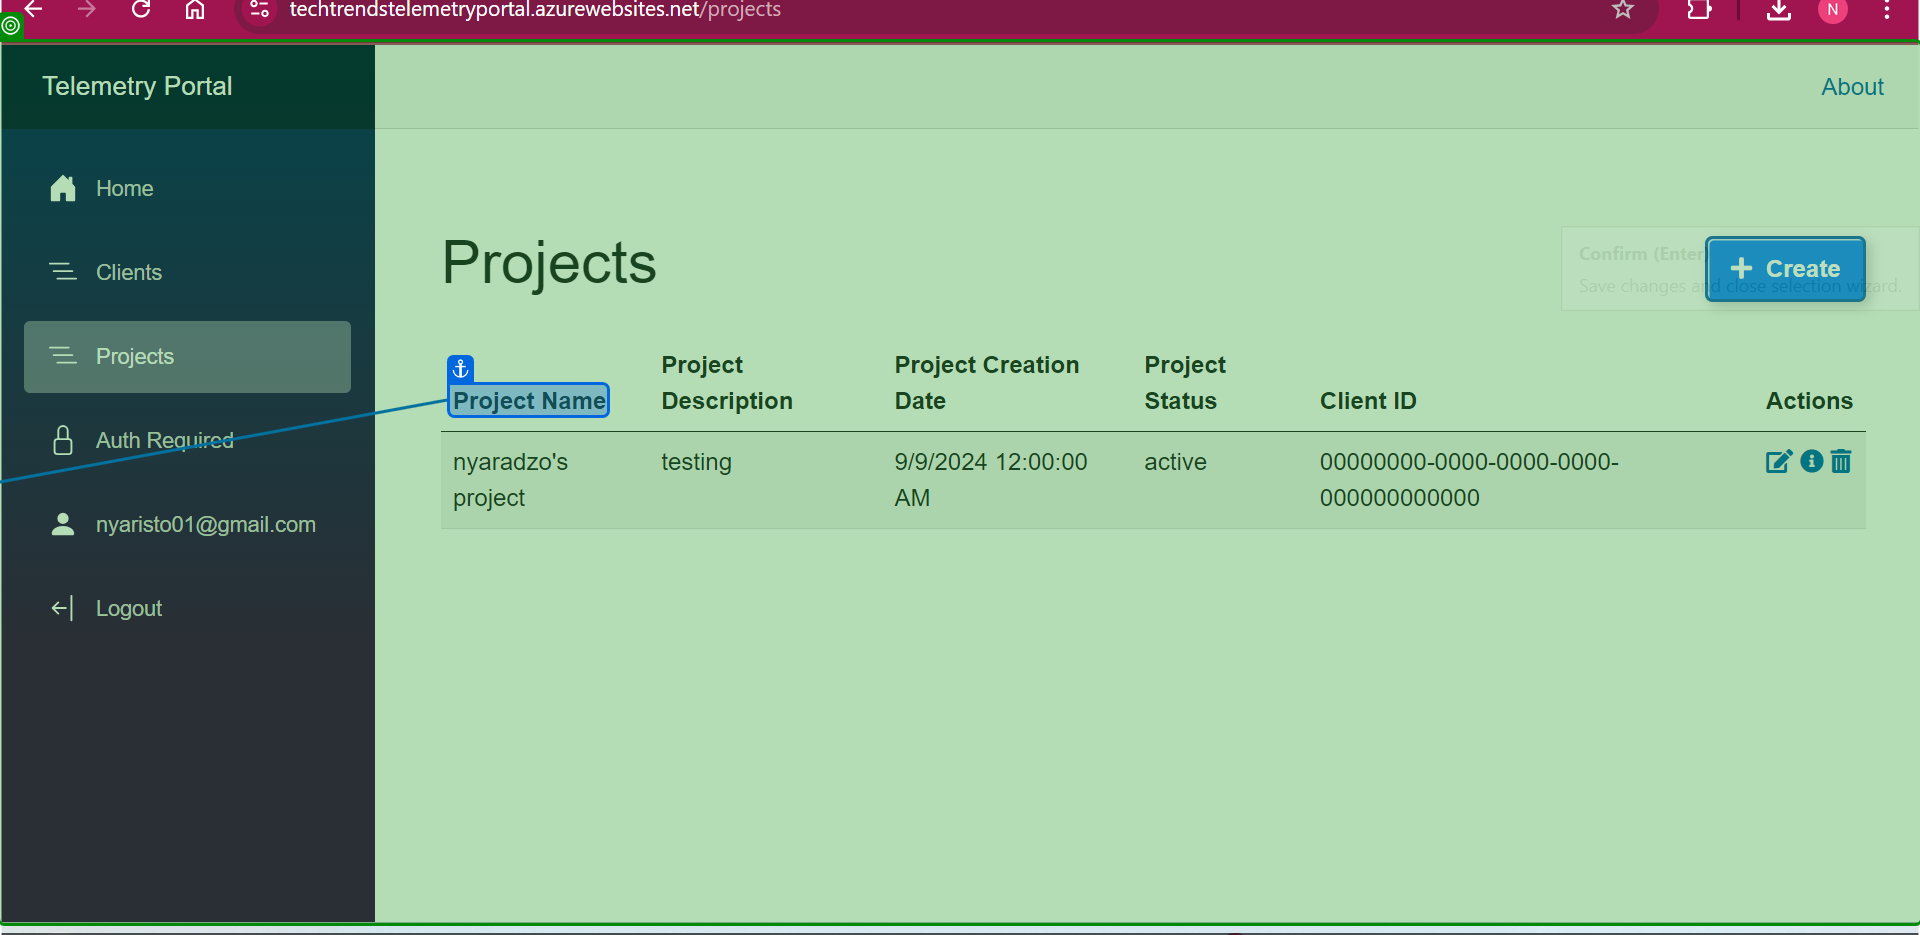 techtrendstelemetryportal.azurewebsites.net/projects
N
Telemetry Portal
About
Home
Clients
Projects
Auth Required
nyaristo01@gmail.com
Logout
Projects
Confirm (Enter)
Save changes and close selection wizard.
Create
Project Name
Project
Description
Project Creation
Date
Project
Status
Client ID
Actions
nyaradzo's
project
testing
9/9/2024 12:00:00
AM
active
00000000-0000-0000-0000-
000000000000